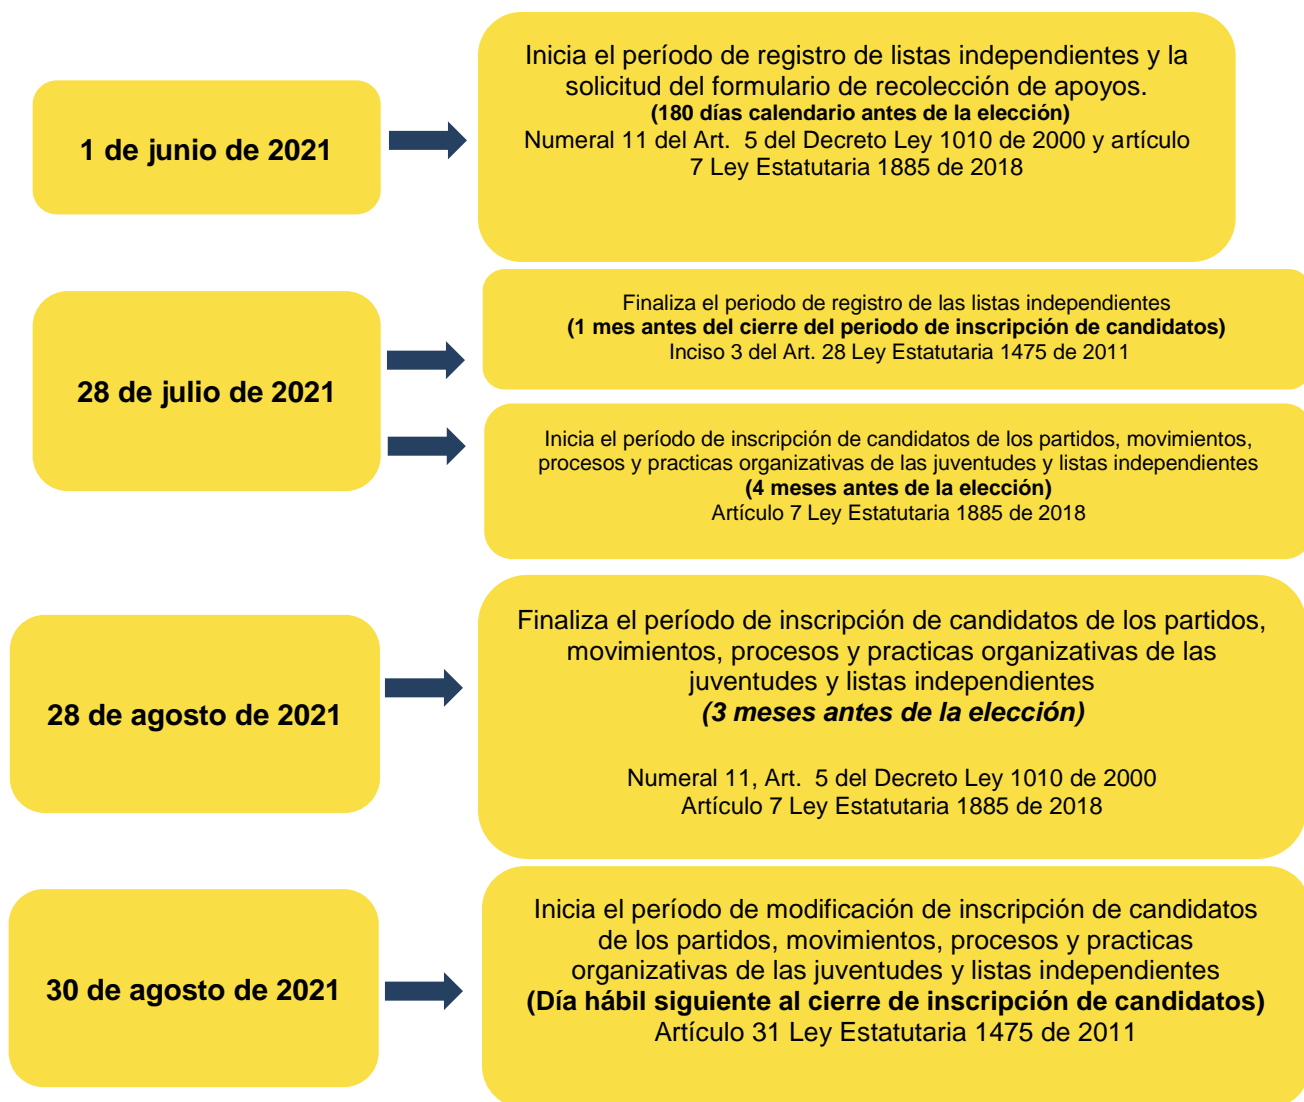 1 de junio de 2021
Inicia el período de registro de listas independientes y la
solicitud del formulario de recolección de apoyos.
(180 días calendario antes de la elección)
Numeral 11 del Art.  5 del Decreto Ley 1010 de 2000 y artículo
7 Ley Estatutaria 1885 de 2018
28 de julio de 2021
Finaliza el periodo de registro de las listas independientes
(1 mes antes del cierre del periodo de inscripción de candidatos)
Inciso 3 del Art. 28 Ley Estatutaria 1475 de 2011
Inicia el período de inscripción de candidatos de los partidos, movimientos,
procesos y practicas organizativas de las juventudes y listas independientes
(4 meses antes de la elección)
Artículo 7 Ley Estatutaria 1885 de 2018
28 de agosto de 2021
Finaliza el período de inscripción de candidatos de los partidos,
movimientos, procesos y practicas organizativas de las
juventudes y listas independientes
(3 meses antes de la elección)
Numeral 11, Art.  5 del Decreto Ley 1010 de 2000
Artículo 7 Ley Estatutaria 1885 de 2018
30 de agosto de 2021
Inicia el período de modificación de inscripción de candidatos
de los partidos, movimientos, procesos y practicas
organizativas de las juventudes y listas independientes
(Día hábil siguiente al cierre de inscripción de candidatos)
Artículo 31 Ley Estatutaria 1475 de 2011